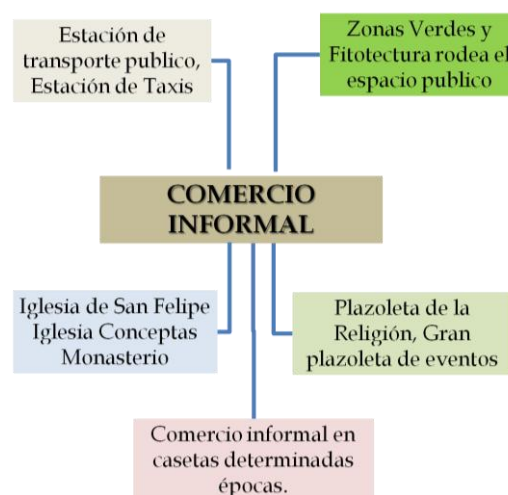 Estación de
transporte publico,
Estación de Taxis
Zonas Verdes y
Fitotectura rodea el
espacio publico
COMERCIO
INFORMAL
Iglesia de San Felipe
Iglesia Conceptas
Monasterio
Plazoleta de la
Religión, Gran
plazoleta de eventos
Comercio informal en
casetas determinadas
épocas.